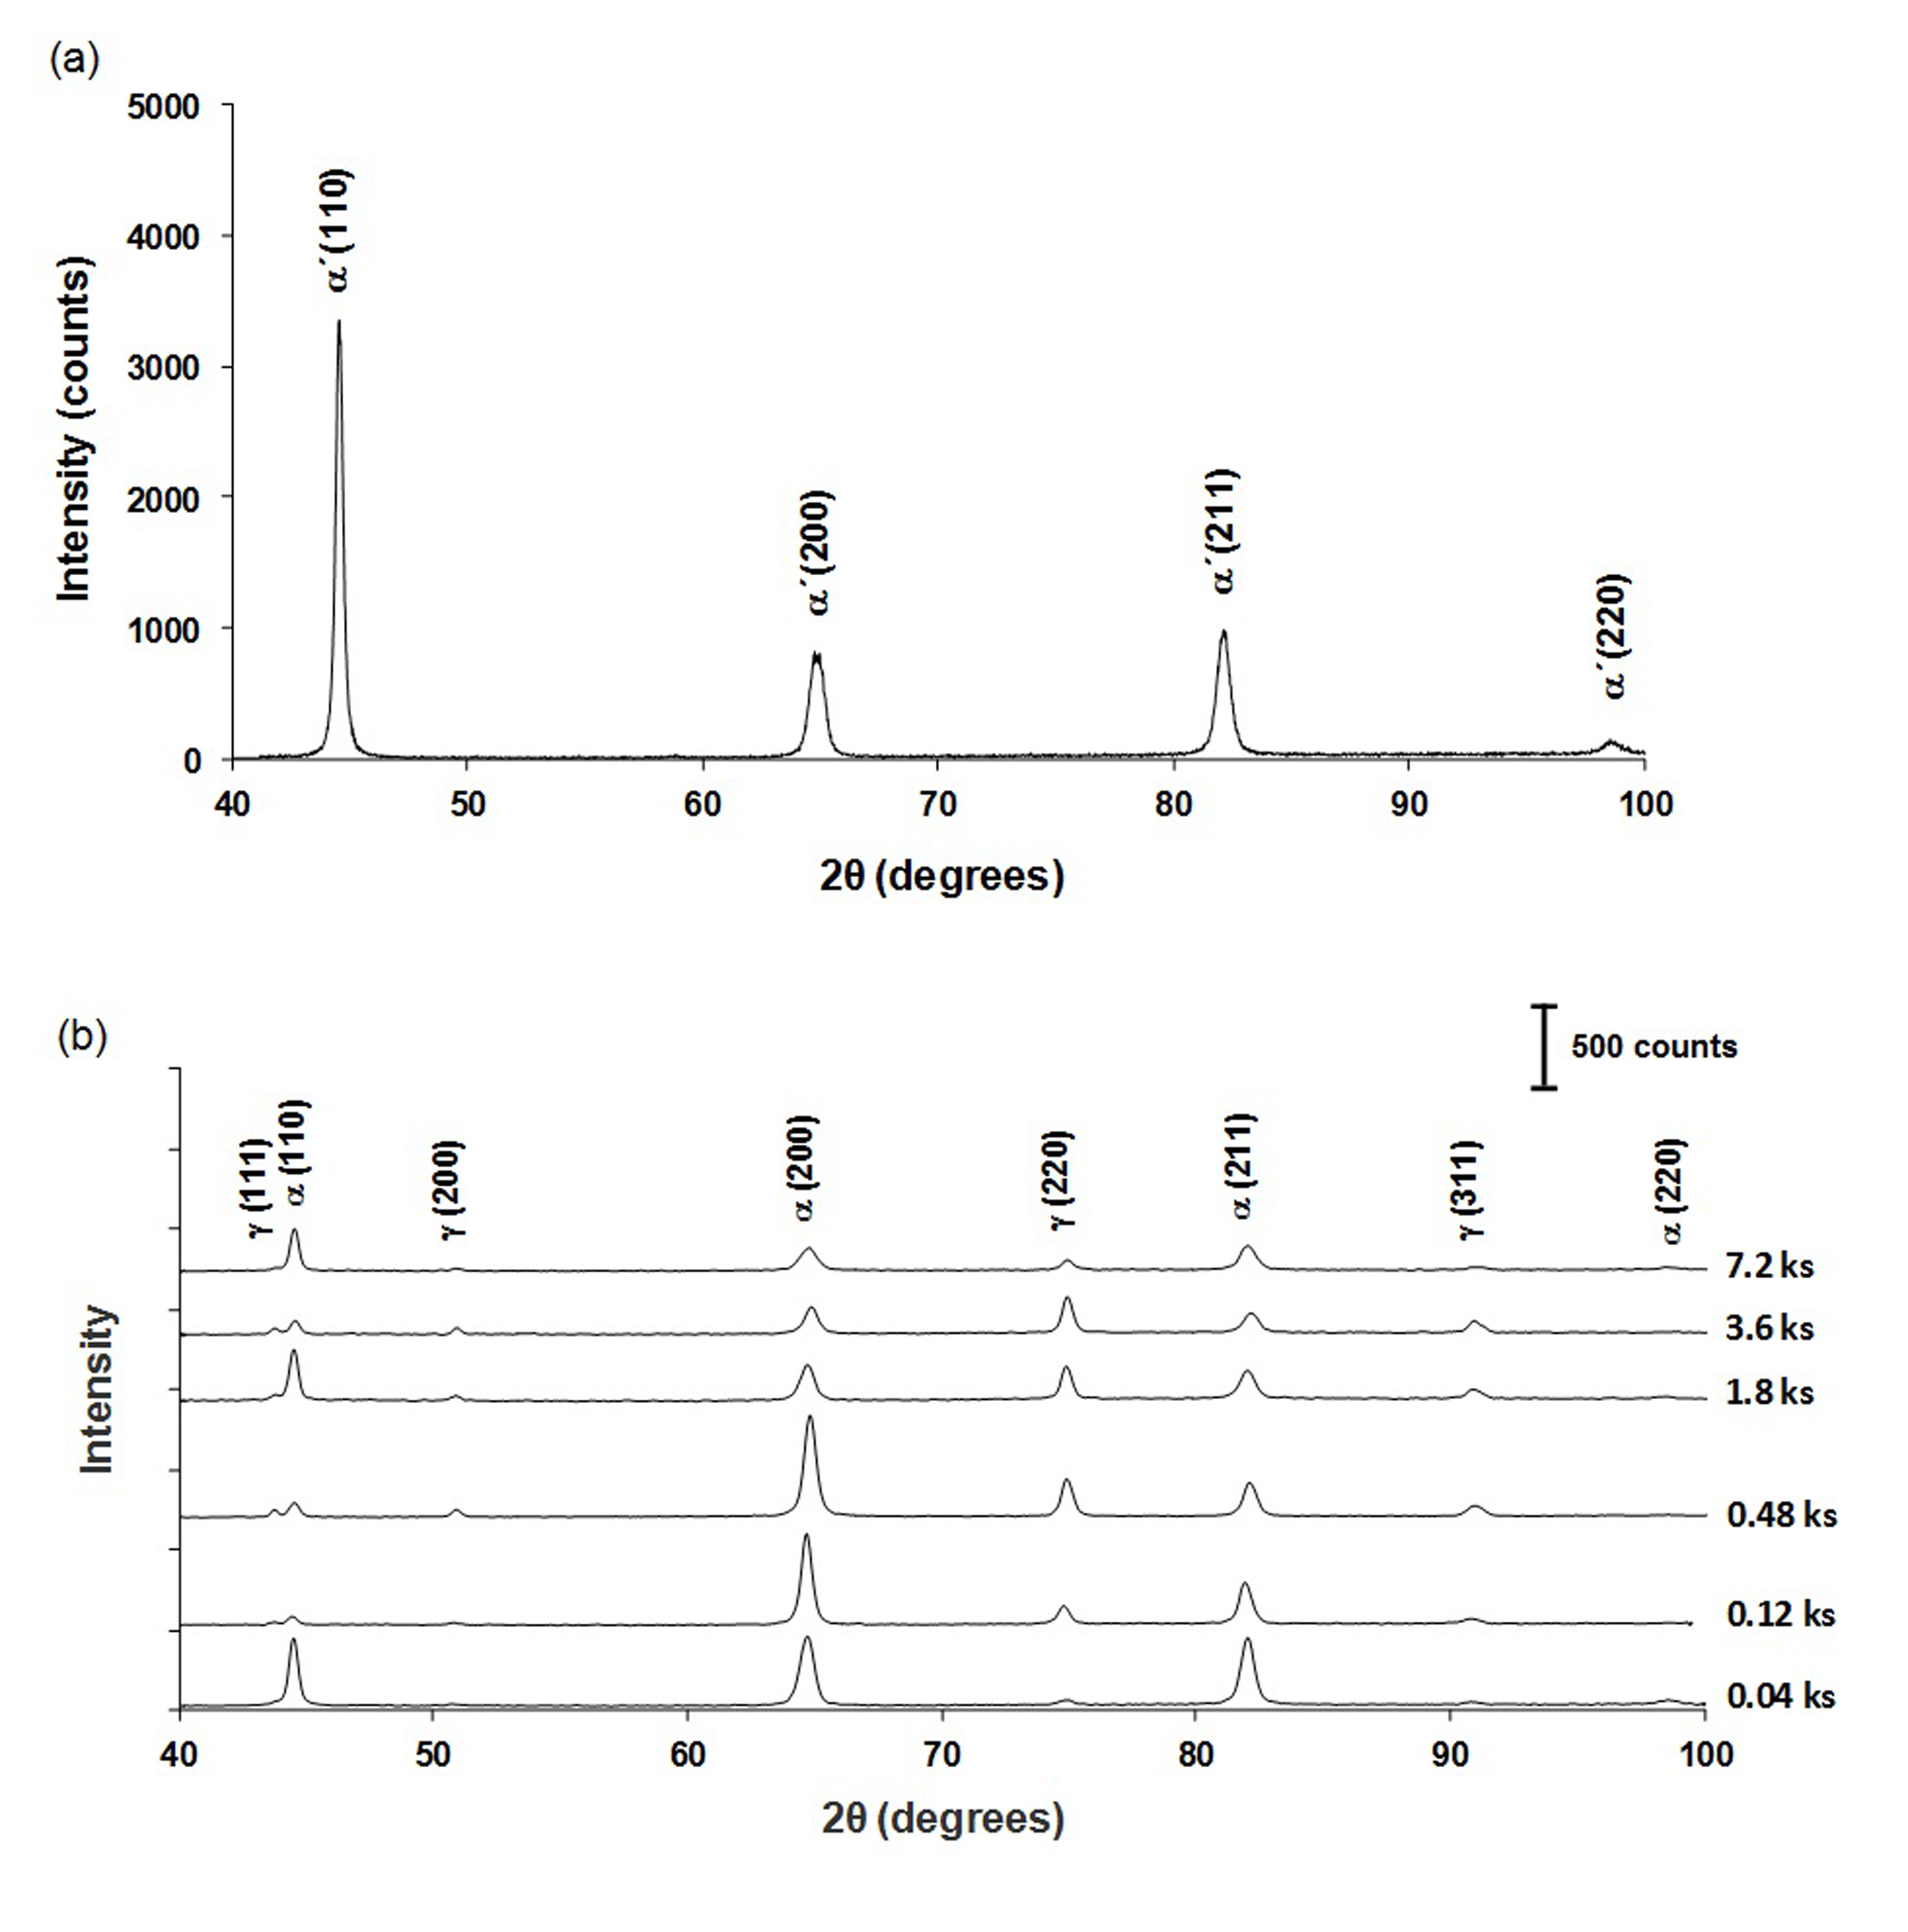 (a)
5000
4000
3000
2000
1000
0
Intensity (counts)
α´(110)
α´(200)
α´(211)
α´(220)
40 50 60 70 80 90 100
2θ (degrees)
(b)
500 counts
γ (111)
α (110)
γ (200)
α (200)
γ (220)
α (211)
γ (311)
α (220)
7.2 ks
3.6 ks
1.8 ks
0.48 ks
0.12 ks
0.04 ks
Intensity
40 50 60 70 80 90 100
2θ (degrees)